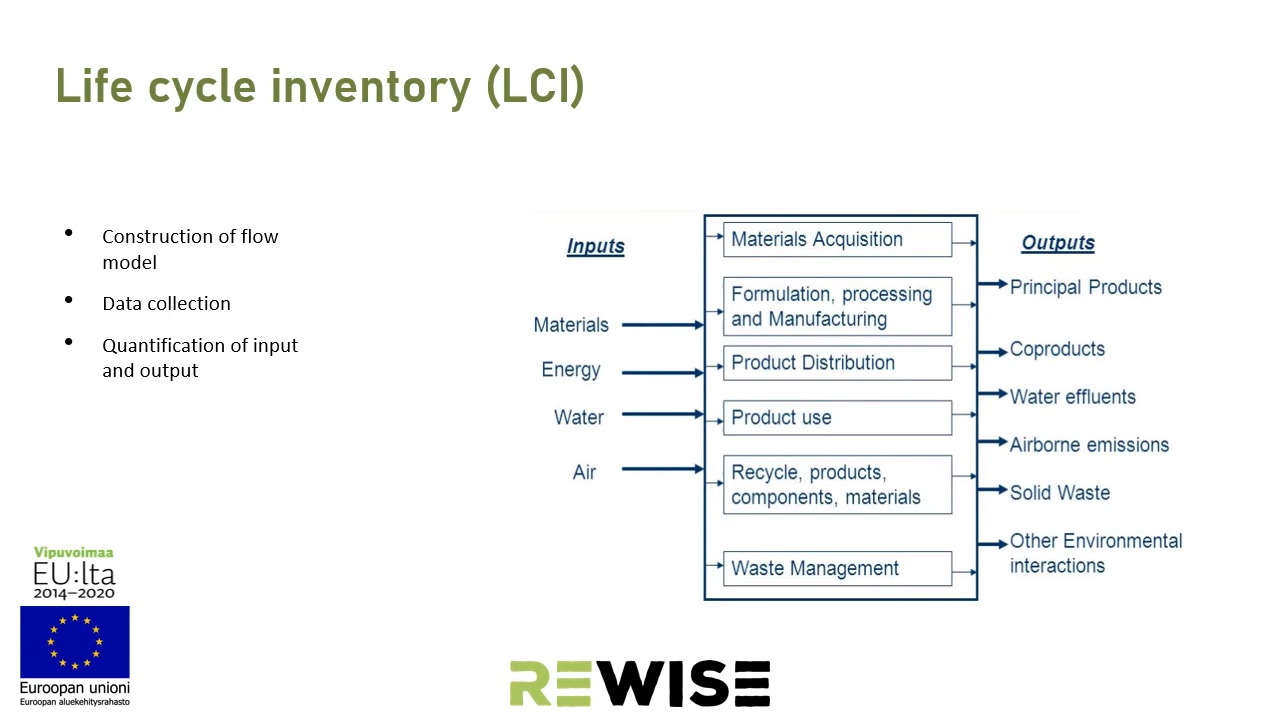 Life cycle inventory (LCI)
• Construction of flow
model
• Data collection
• Quantification of input
and output
Inputs
Materials
Energy
Water
Air
Materials Acquisition
Formulation, processing
and Manufacturing
Product Distribution
Product use
Recycle, products,
components, materials
Waste Management
Outputs
Principal Products
Coproducts
Water effluents
Airborne emissions
Solid Waste
Other Environmental
interactions
Vipuvoimaa
EU:lta
2014–2020
Euroopan unioni
Euroopan aluekehitysrahasto
REWISE